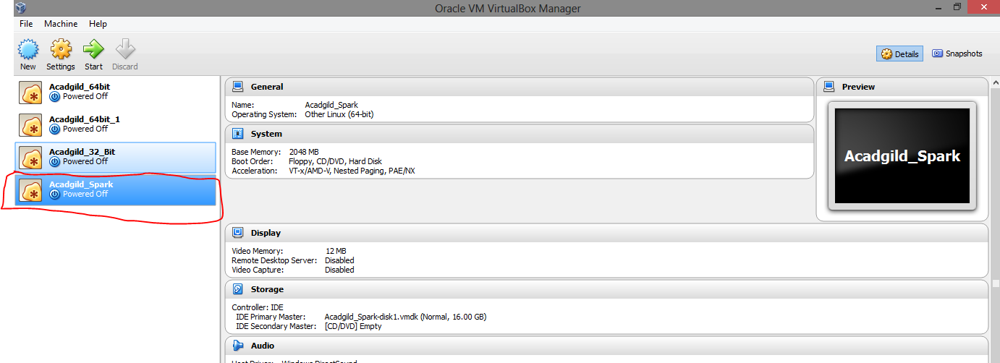 Oracle VM VirtualBox Manager
File Machine Help
New Settings Start Discard
Details Snapshots
Acadgild_64bit
Powered Off
Acadgild_64bit_1
Powered Off
Acadgild_32_Bit
Powered Off
Acadgild_Spark
Powered Off
General
Name: Acadgild_Spark
Operating System: Other Linux (64-bit)
System
Base Memory: 2048 MB
Boot Order: Floppy, CD/DVD, Hard Disk
Acceleration: VT-x/AMD-V, Nested Paging, PAE/NX
Preview
Acadgild_Spark
Display
Video Memory: 12 MB
Remote Desktop Server: Disabled
Video Capture: Disabled
Storage
Controller: IDE
IDE Primary Master: Acadgild_Spark-disk1.vmdk (Normal, 16.00 GB)
IDE Secondary Master: [CD/DVD] Empty
Audio
Host Driver: Windows DirectSound